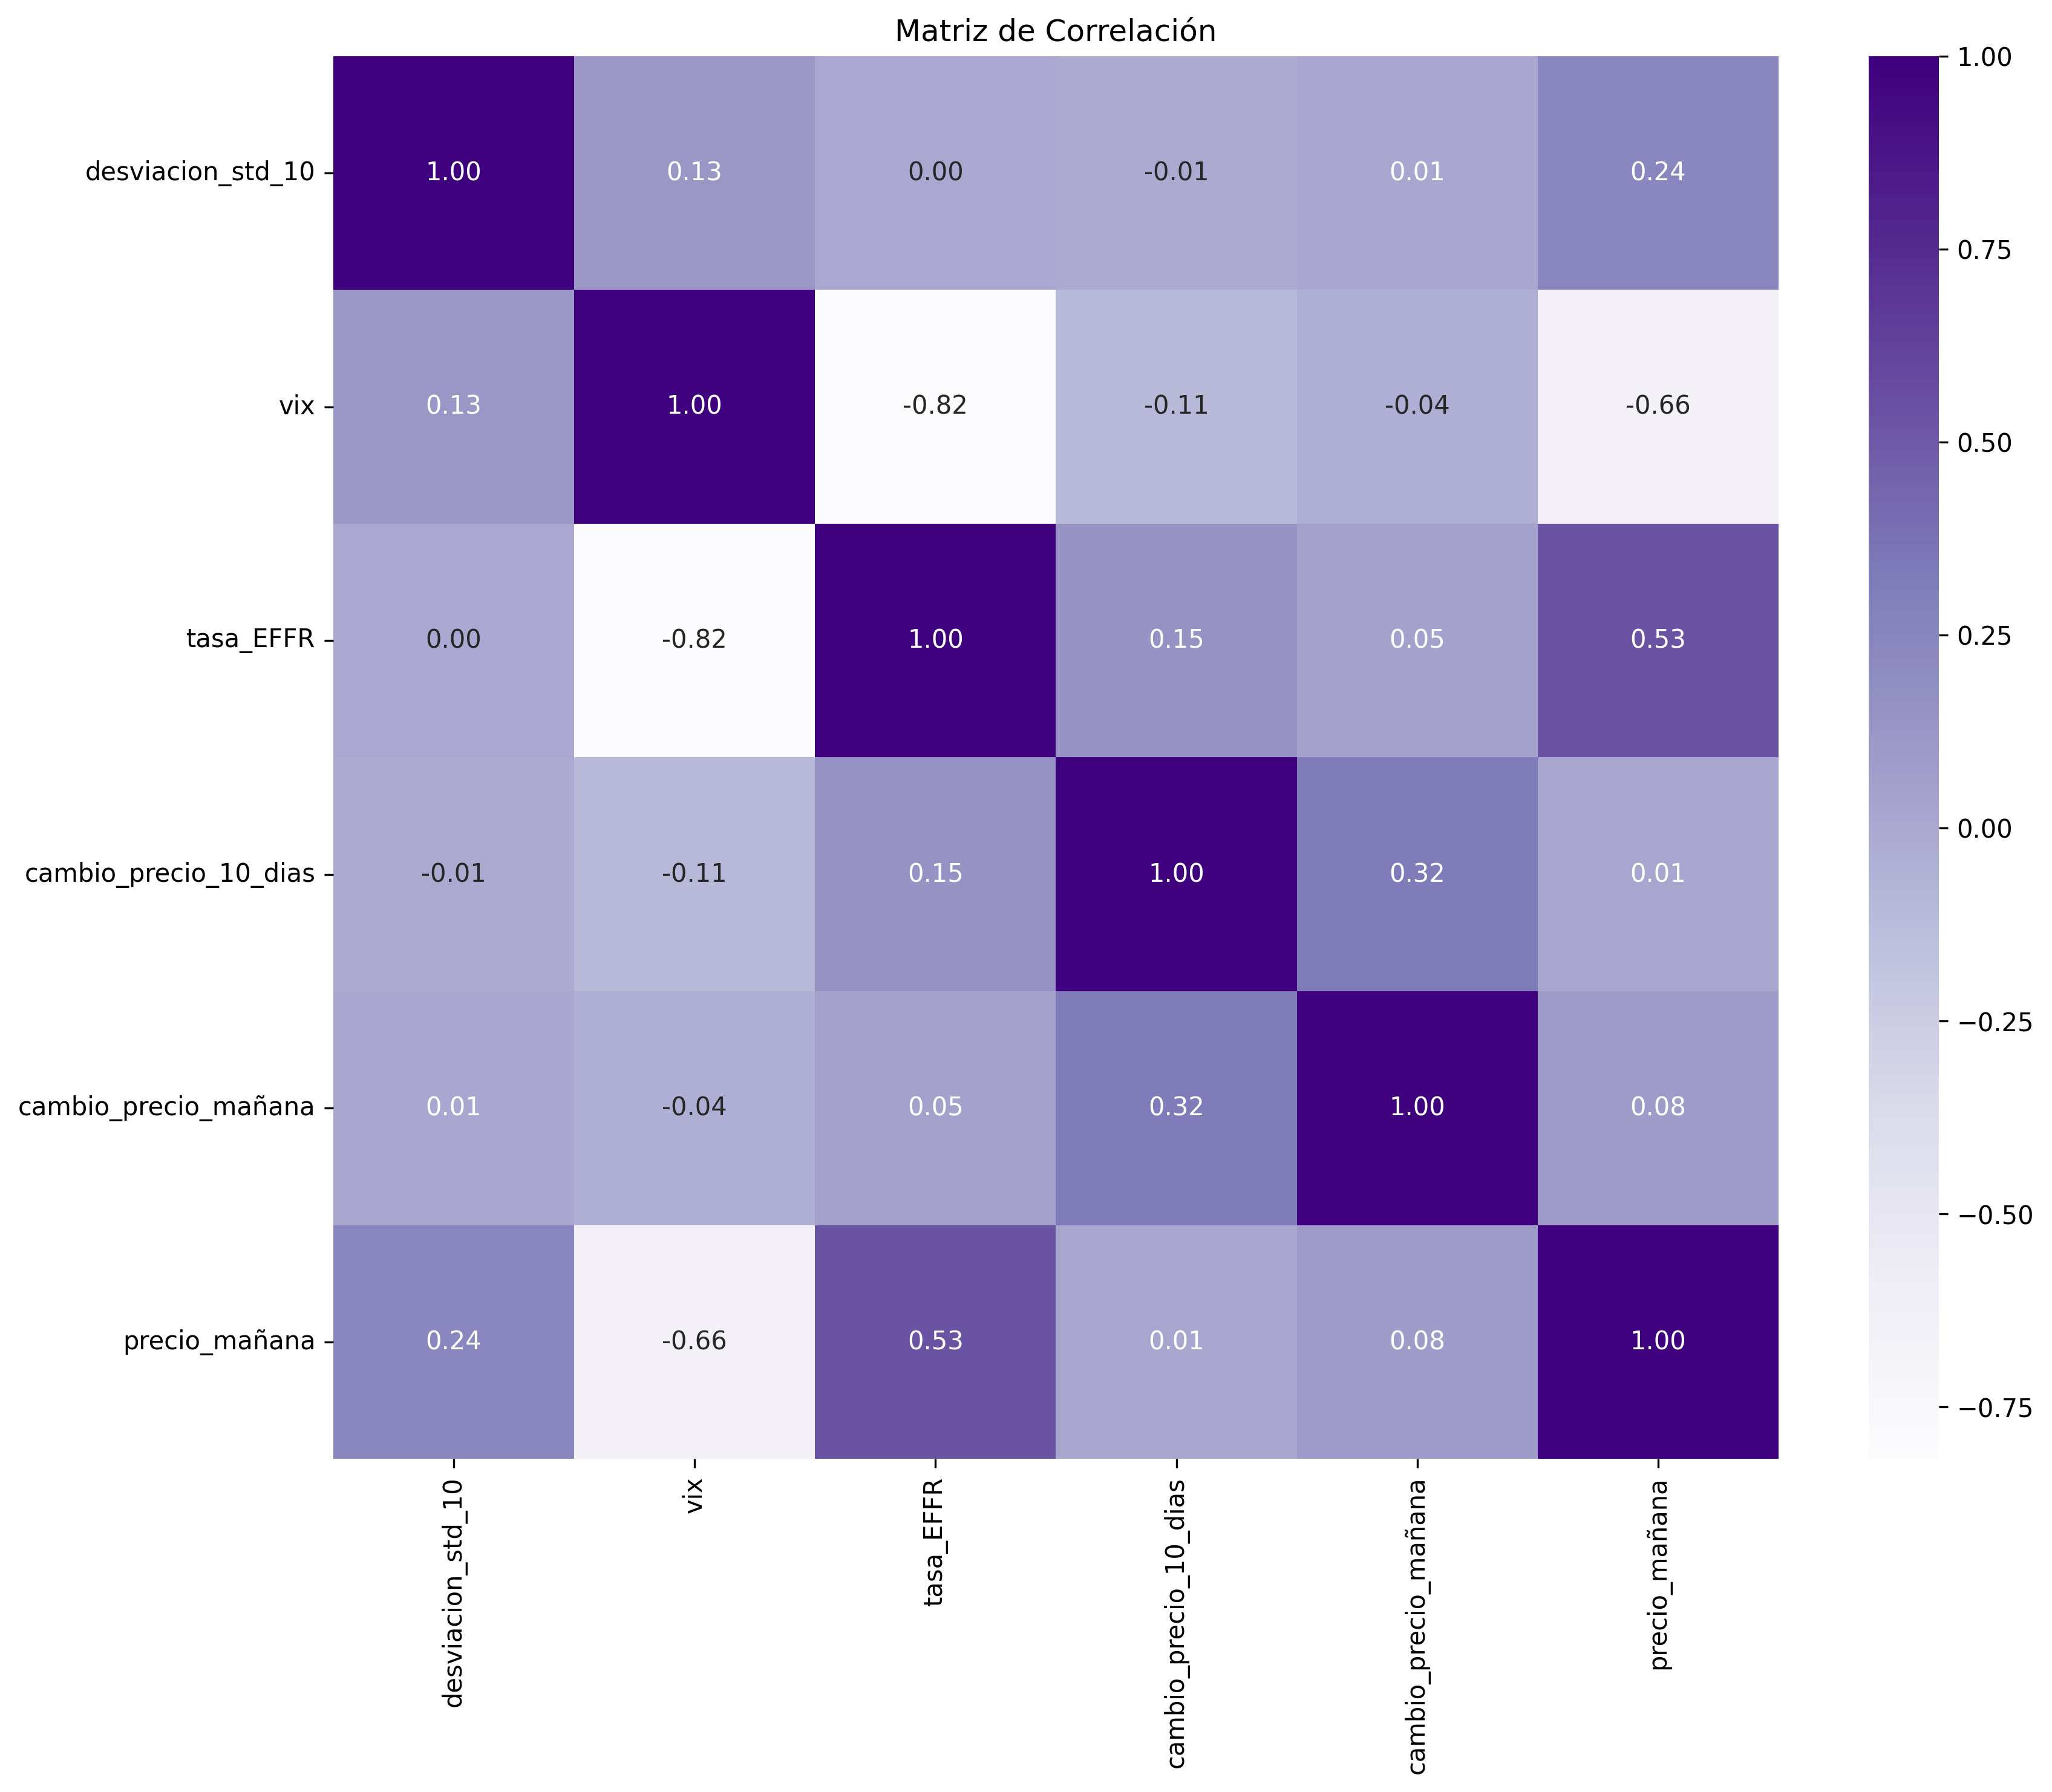 Matriz de Correlación
desviacion_std_10 1.00 0.13 0.00 -0.01 0.01 0.24
vix 0.13 1.00 -0.82 -0.11 -0.04 -0.66
tasa_EFFR 0.00 -0.82 1.00 0.15 0.05 0.53
cambio_precio_10_dias -0.01 -0.11 0.15 1.00 0.32 0.01
cambio_precio_mañana 0.01 -0.04 0.05 0.32 1.00 0.08
precio_mañana 0.24 -0.66 0.53 0.01 0.08 1.00
desviacion_std_10
vix
tasa_EFFR
cambio_precio_10_dias
cambio_precio_mañana
precio_mañana
1.00
0.75
0.50
0.25
0.00
−0.25
−0.50
−0.75